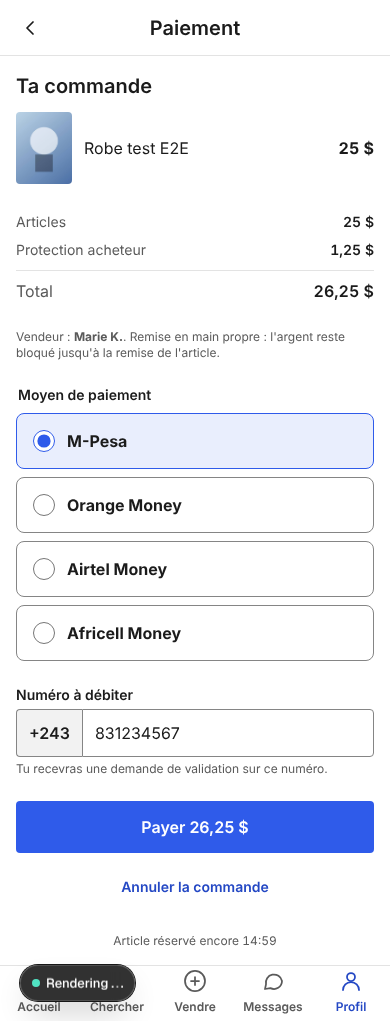 Paiement
Ta commande
Robe test E2E 25 $
Articles 25 $
Protection acheteur 1,25 $
Total 26,25 $
Vendeur : Marie K.. Remise en main propre : l'argent reste
bloqué jusqu'à la remise de l'article.
Moyen de paiement
M-Pesa
Orange Money
Airtel Money
Africell Money
Numéro à débiter
+243 831234567
Tu recevras une demande de validation sur ce numéro.
Payer 26,25 $
Annuler la commande
Article réservé encore 14:59
Rendering ...
Accueil Chercher Vendre Messages Profil